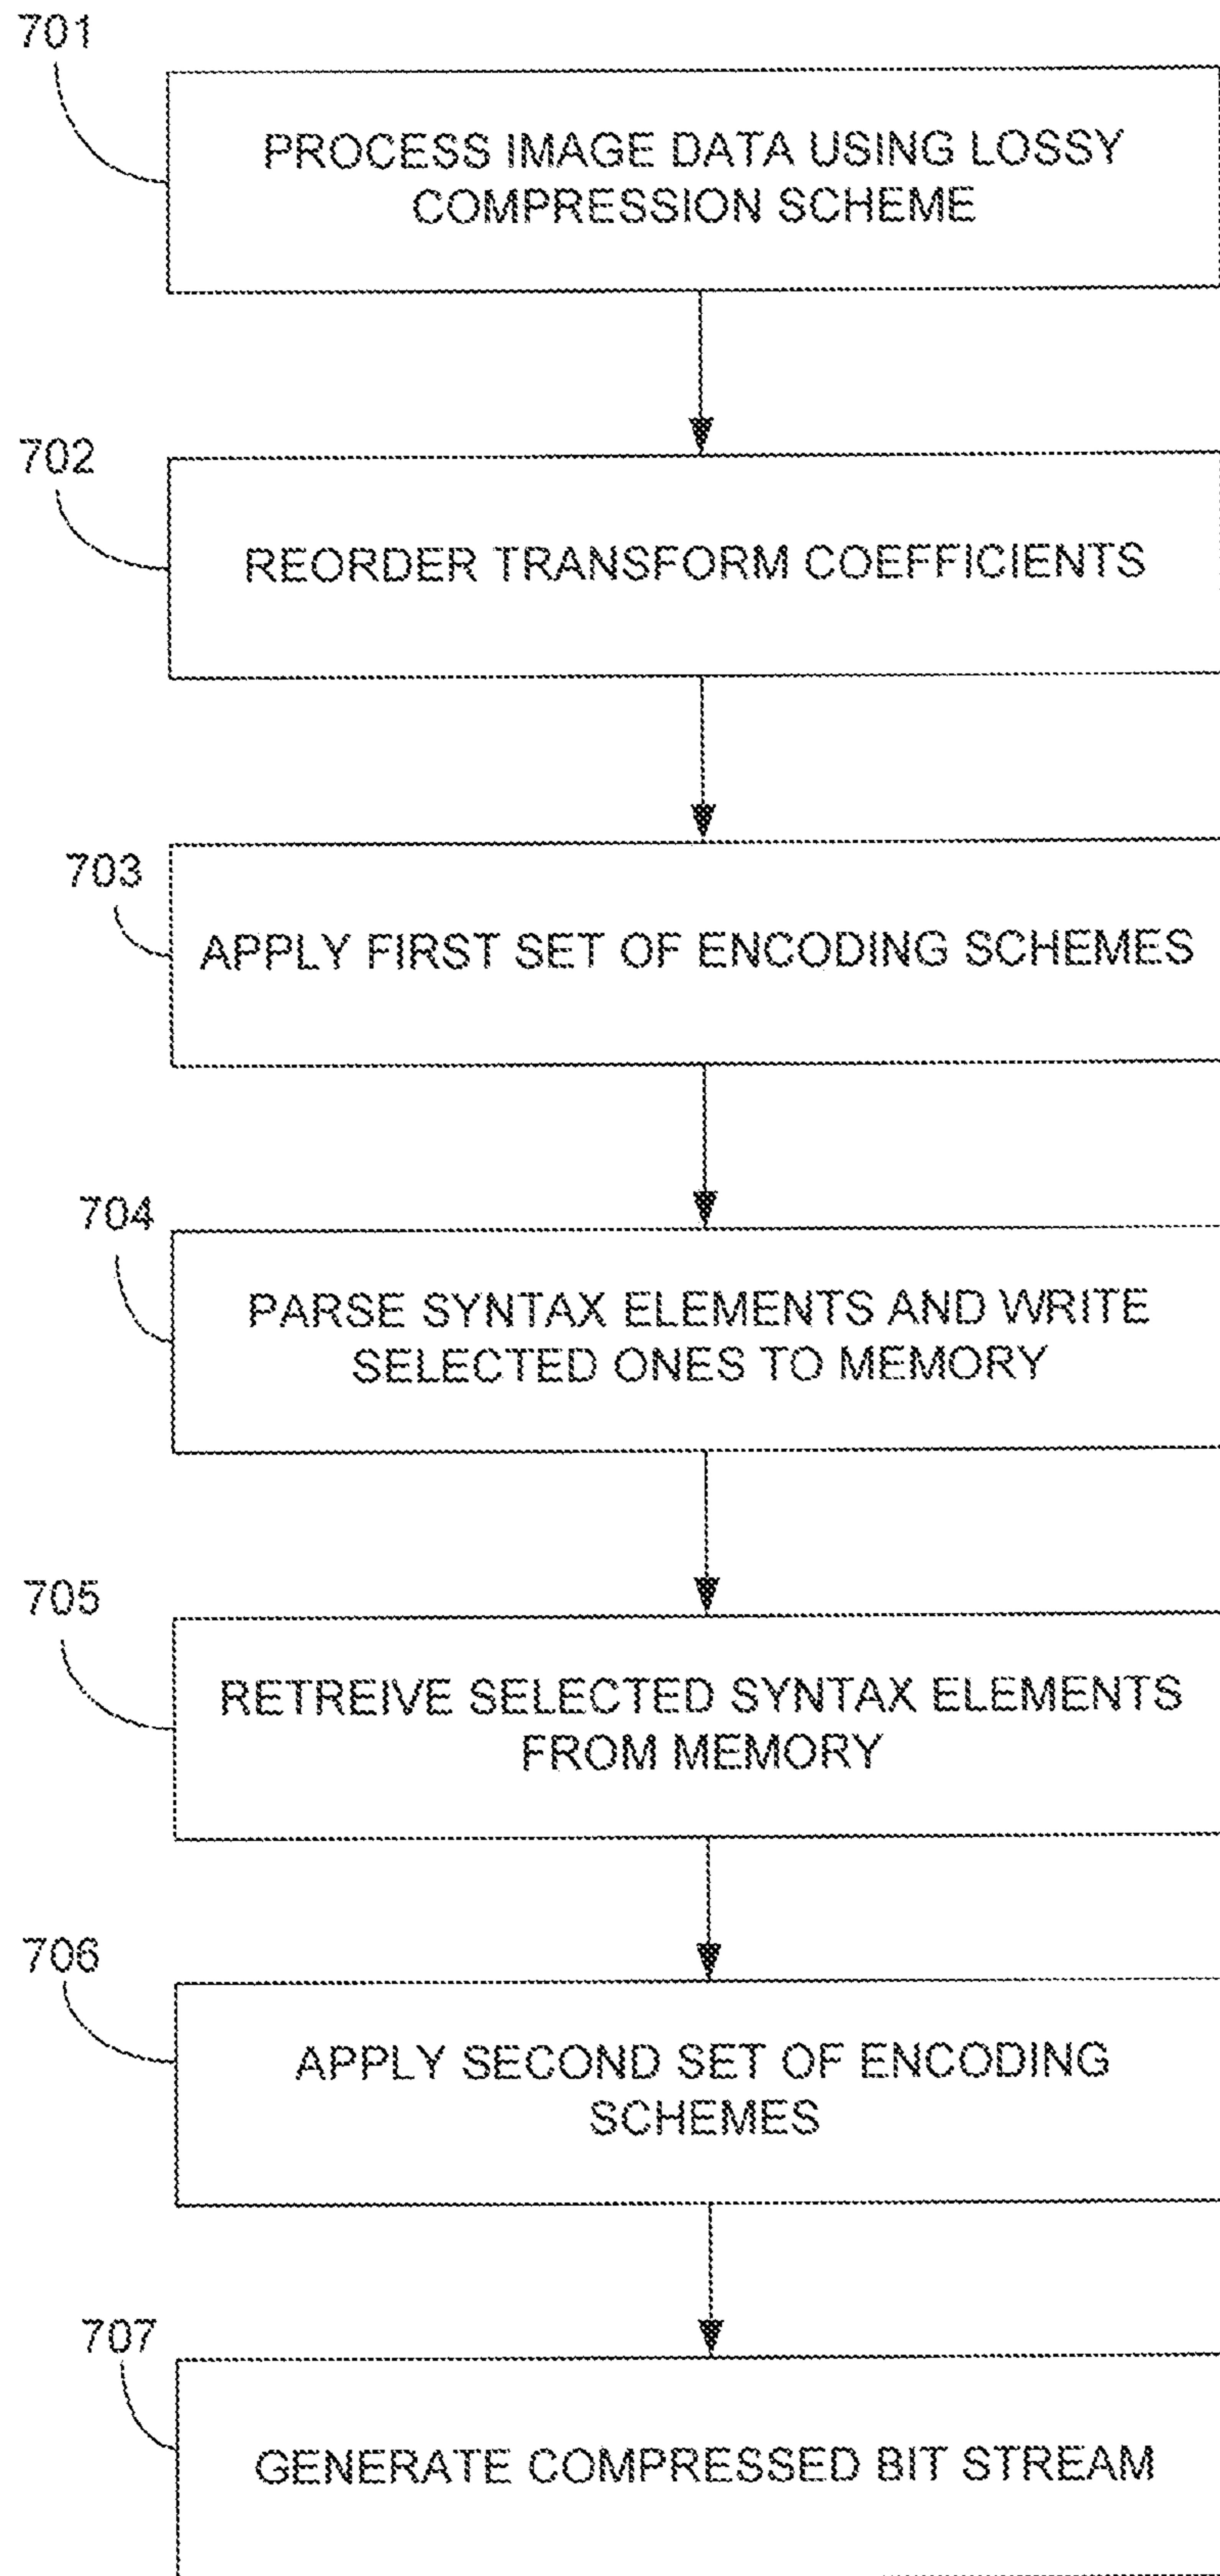 701
PROCESS IMAGE DATA USING LOSSY
COMPRESSION SCHEME
702
REORDER TRANSFORM COEFFICIENTS
703
APPLY FIRST SET OF ENCODING SCHEMES
704
PARSE SYNTAX ELEMENTS AND WRITE
SELECTED ONES TO MEMORY
705
RETREIVE SELECTED SYNTAX ELEMENTS
FROM MEMORY
706
APPLY SECOND SET OF ENCODING
SCHEMES
707
GENERATE COMPRESSED BIT STREAM